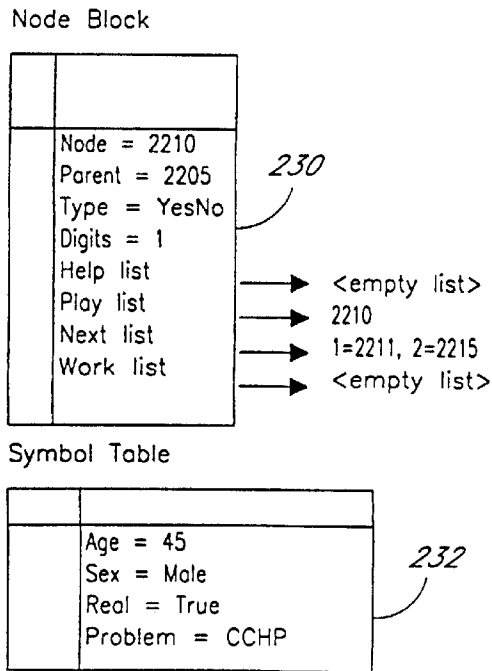 Node Block
Node = 2210
Parent = 2205
Type = YesNo
Digits = 1
Help list
Play list
Next list
Work list
230
<empty list>
2210
1=2211, 2=2215
<empty list>
Symbol Table
Age = 45
Sex = Male
Real = True
Problem = CCHP
232